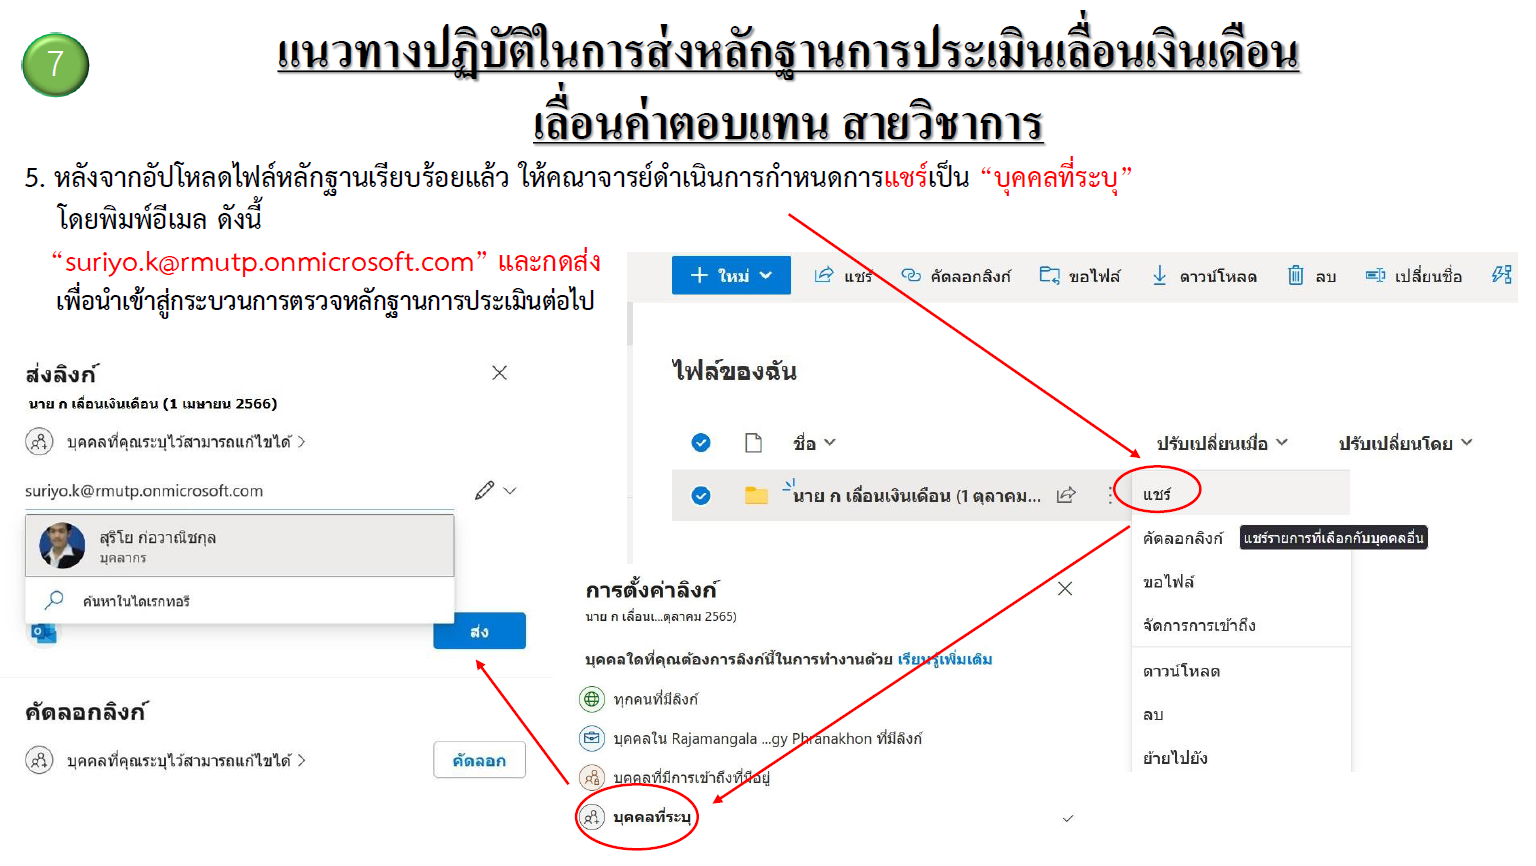 7
แนวทางปฏิบัติในการส่งหลักฐานการประเมินเลื่อนเงินเดือน
เลื่อนค่าตอบแทน สายวิชาการ
5. หลังจากอัปโหลดไฟล์หลักฐานเรียบร้อยแล้ว ให้คณาจารย์ดำเนินการกำหนดการแชร์เป็น “บุคคลที่ระบุ”
โดยพิมพ์อีเมล ดังนี้
“suriyo.k@rmutp.onmicrosoft.com” และกดส่ง
เพื่อนำเข้าสู่กระบวนการตรวจหลักฐานการประเมินต่อไป
ส่งลิงก์
นาย ก เลื่อนเงินเดือน (1 เมษายน 2566)
บุคคลที่คุณระบุไว้สามารถแก้ไขได้
suriyo.k@rmutp.onmicrosoft.com
สุริโย ก่อวาณิชกุล
บุคลากร
ค้นหาในไดเรกทอรี
ส่ง
คัดลอกลิงก์
บุคคลที่คุณระบุไว้สามารถแก้ไขได้
คัดลอก
+ ใหม่ แชร์ คัดลอกลิงก์ ขอไฟล์ ดาวน์โหลด ลบ เปลี่ยนชื่อ
ไฟล์ของฉัน
ชื่อ ปรับเปลี่ยนเมื่อ ปรับเปลี่ยนโดย
นาย ก เลื่อนเงินเดือน (1 ตุลาคม...
แชร์
คัดลอกลิงก์
แชร์รายการที่เลือกกับบุคคลอื่น
ขอไฟล์
จัดการการเข้าถึง
ดาวน์โหลด
ลบ
ย้ายไปยัง
การตั้งค่าลิงก์
นาย ก เลื่อนเ...ตุลาคม 2565)
บุคคลใดที่คุณต้องการลิงก์นี้ในการทำงานด้วย เรียนรู้เพิ่มเติม
ทุกคนที่มีลิงก์
บุคคลใน Rajamangala ...gy Phranakhon ที่มีลิงก์
บุคคลที่มีการเข้าถึงที่มีอยู่
บุคคลที่ระบุ